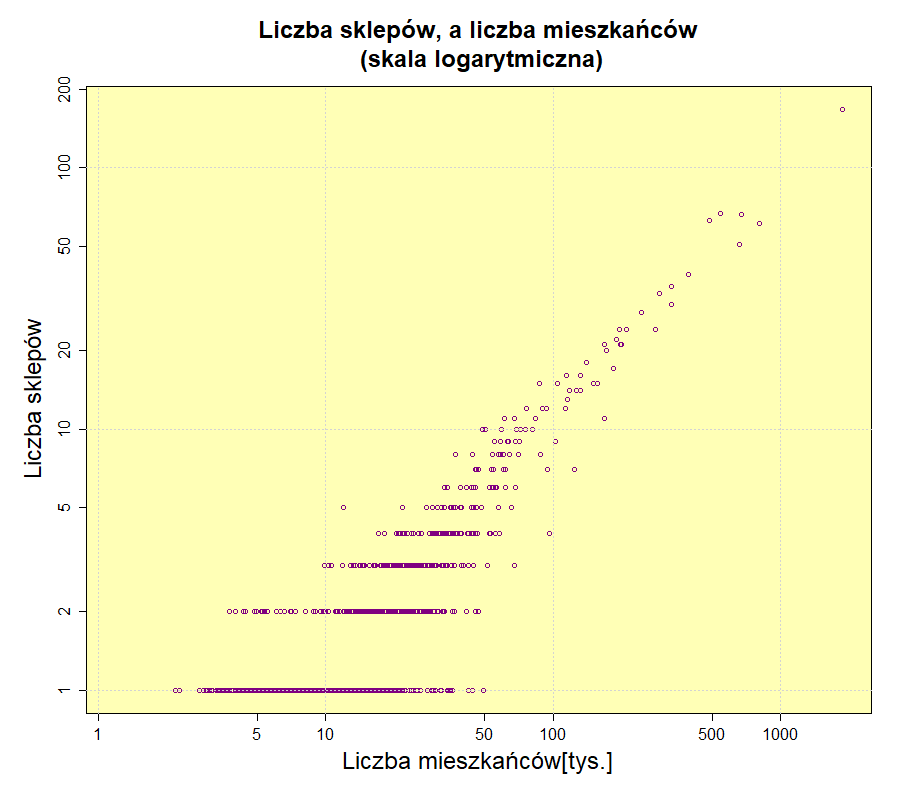 Liczba sklepów, a liczba mieszkańców
(skala logarytmiczna)
Liczba sklepów
200
100
50
20
10
5
2
1
1 5 10 50 100 500 1000
Liczba mieszkańców[tys.]